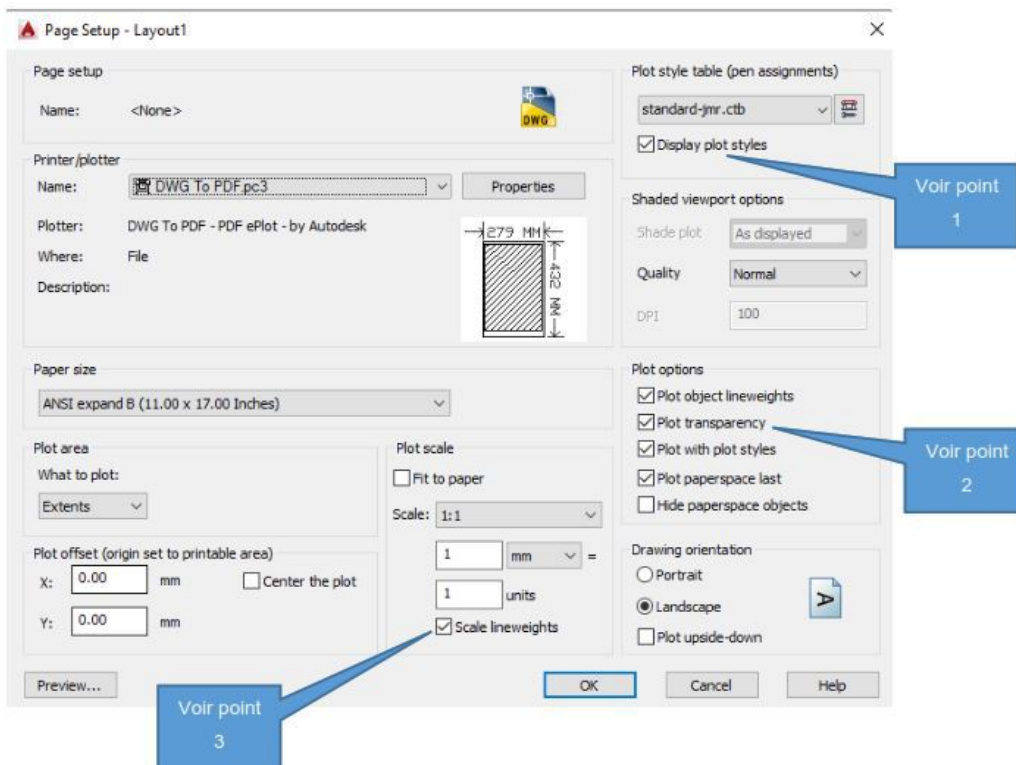 Page Setup - Layout1
Page setup
Name: <None>
DWG
Printer/plotter
Name: DWG To PDF.pc3 Properties
Plotter: DWG To PDF - PDF ePlot - by Autodesk
Where: File
Description:
279 MM
432 MM
Paper size
ANSI expand B (11.00 x 17.00 Inches)
Plot area
What to plot:
Extents
Plot offset (origin set to printable area)
X: 0.00 mm Center the plot
Y: 0.00 mm
Plot scale
Fit to paper
Scale: 1:1
1 mm =
1 units
Scale lineweights
Plot style table (pen assignments)
standard-jmr.ctb
Display plot styles
Shaded viewport options
Shade plot As displayed
Quality Normal
DPI 100
Plot options
Plot object lineweights
Plot transparency
Plot with plot styles
Plot paperspace last
Hide paperspace objects
Drawing orientation
Portrait
Landscape
Plot upside-down
A
Preview... OK Cancel Help
Voir point
1
Voir point
2
Voir point
3